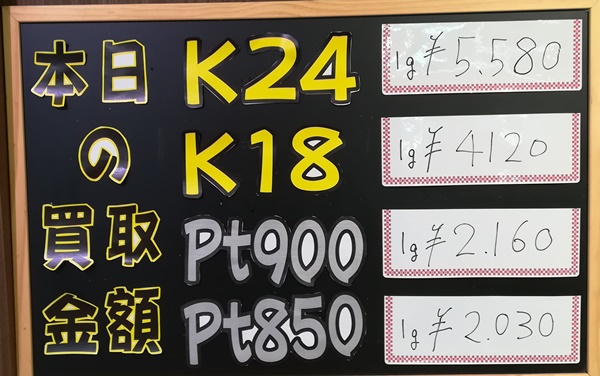 本日 K24 1g ¥5.580
の K18 1g ¥4120
買取 Pt900 1g ¥2.160
金額 Pt850 1g ¥2.030